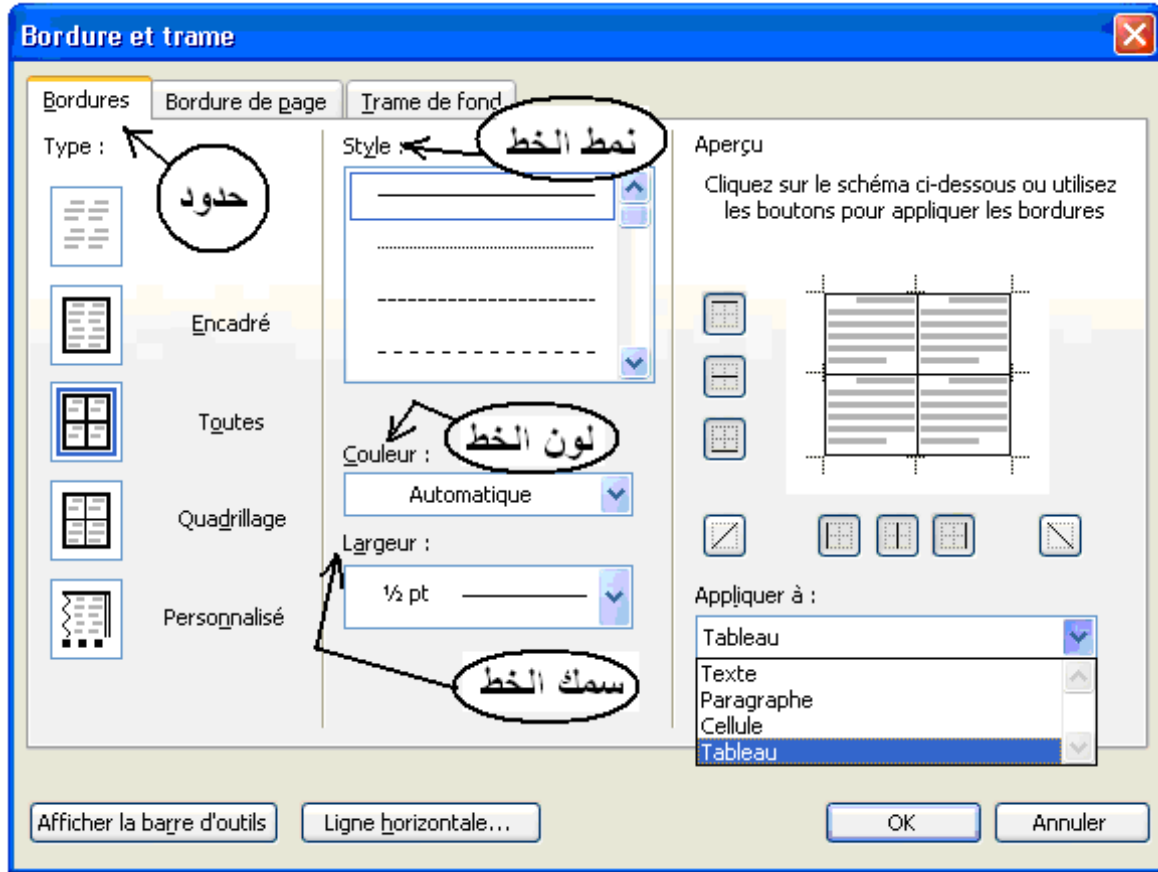 Bordure et trame
Bordures
Bordure de page
Trame de fond
Type :
حدود
Encadré
Toutes
Quadrillage
Personnalisé
Style :
نمط الخط
لون الخط
Couleur :
Automatique
Largeur :
½ pt
سمك الخط
Aperçu
Cliquez sur le schéma ci-dessous ou utilisez
les boutons pour appliquer les bordures
Appliquer à :
Tableau
Texte
Paragraphe
Cellule
Tableau
Afficher la barre d'outils
Ligne horizontale...
OK
Annuler